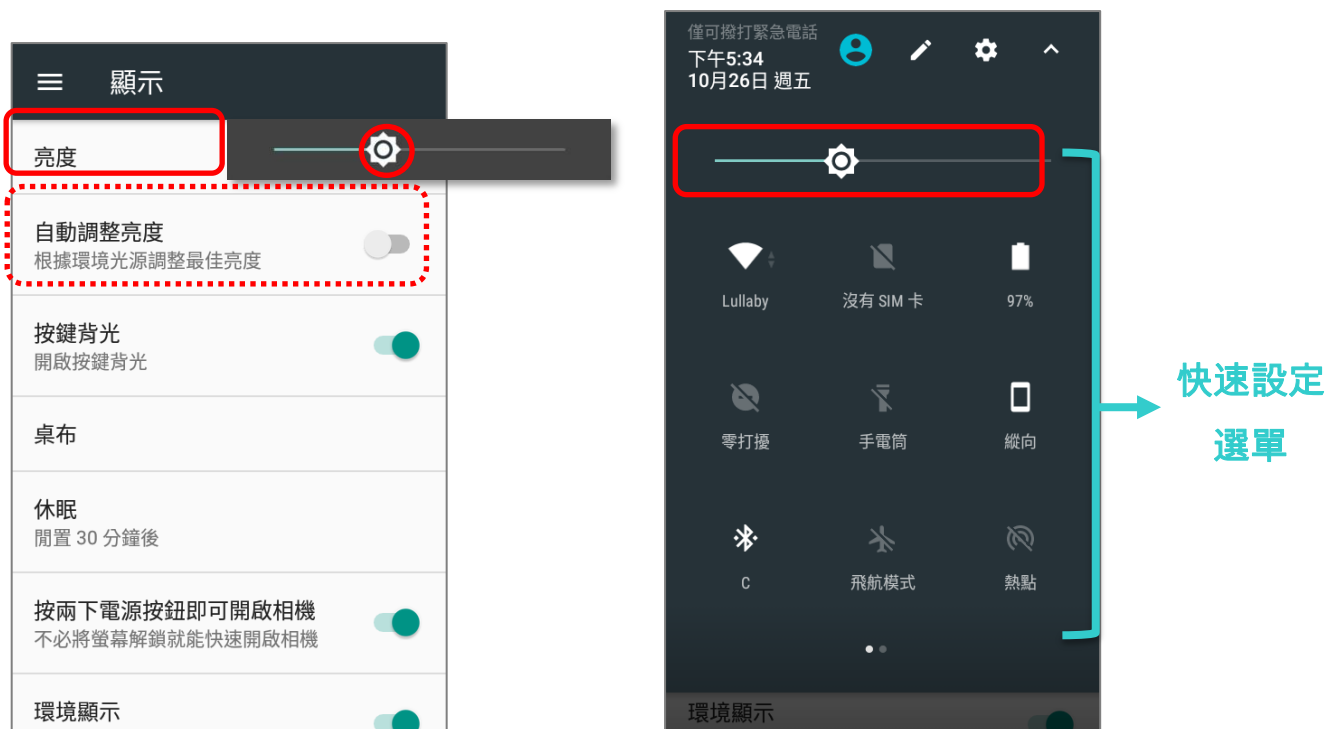 顯示
亮度
自動調整亮度
根據環境光源調整最佳亮度
按鍵背光
開啟按鍵背光
桌布
休眠
閒置 30 分鐘後
按兩下電源按鈕即可開啟相機
不必將螢幕解鎖就能快速開啟相機
環境顯示
僅可撥打緊急電話
下午5:34
10月26日 週五
Lullaby
沒有 SIM 卡
97%
零打擾
手電筒
縱向
C
飛航模式
熱點
環境顯示
快速設定
選單